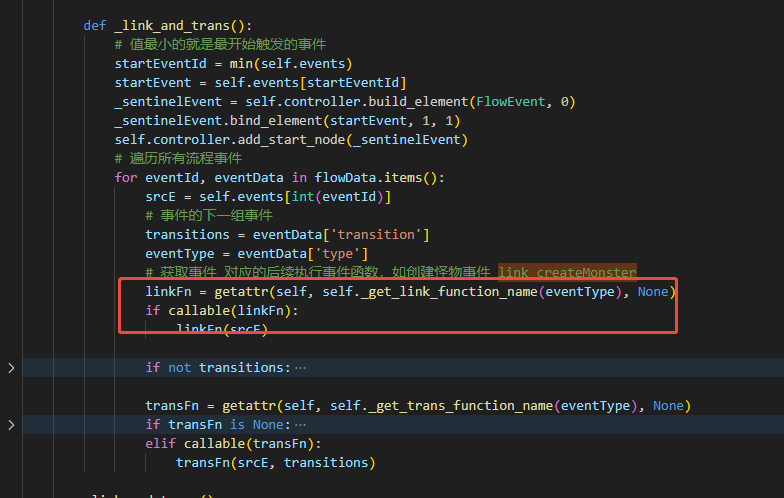 def _link_and_trans():
# 值最小的就是最开始触发的事件
startEventId = min(self.events)
startEvent = self.events[startEventId]
_sentinelEvent = self.controller.build_element(FlowEvent, 0)
_sentinelEvent.bind_element(startEvent, 1, 1)
self.controller.add_start_node(_sentinelEvent)
# 遍历所有流程事件
for eventId, eventData in flowData.items():
srcE = self.events[int(eventId)]
# 事件的下一组事件
transitions = eventData['transition']
eventType = eventData['type']
# 获取事件 对应的后续执行事件函数，如创建怪物事件 link_createMonster
linkFn = getattr(self, self._get_link_function_name(eventType), None)
if callable(linkFn):
linkFn(srcE)
if not transitions:…
transFn = getattr(self, self._get_trans_function_name(eventType), None)
if transFn is None:…
elif callable(transFn):
transFn(srcE, transitions)